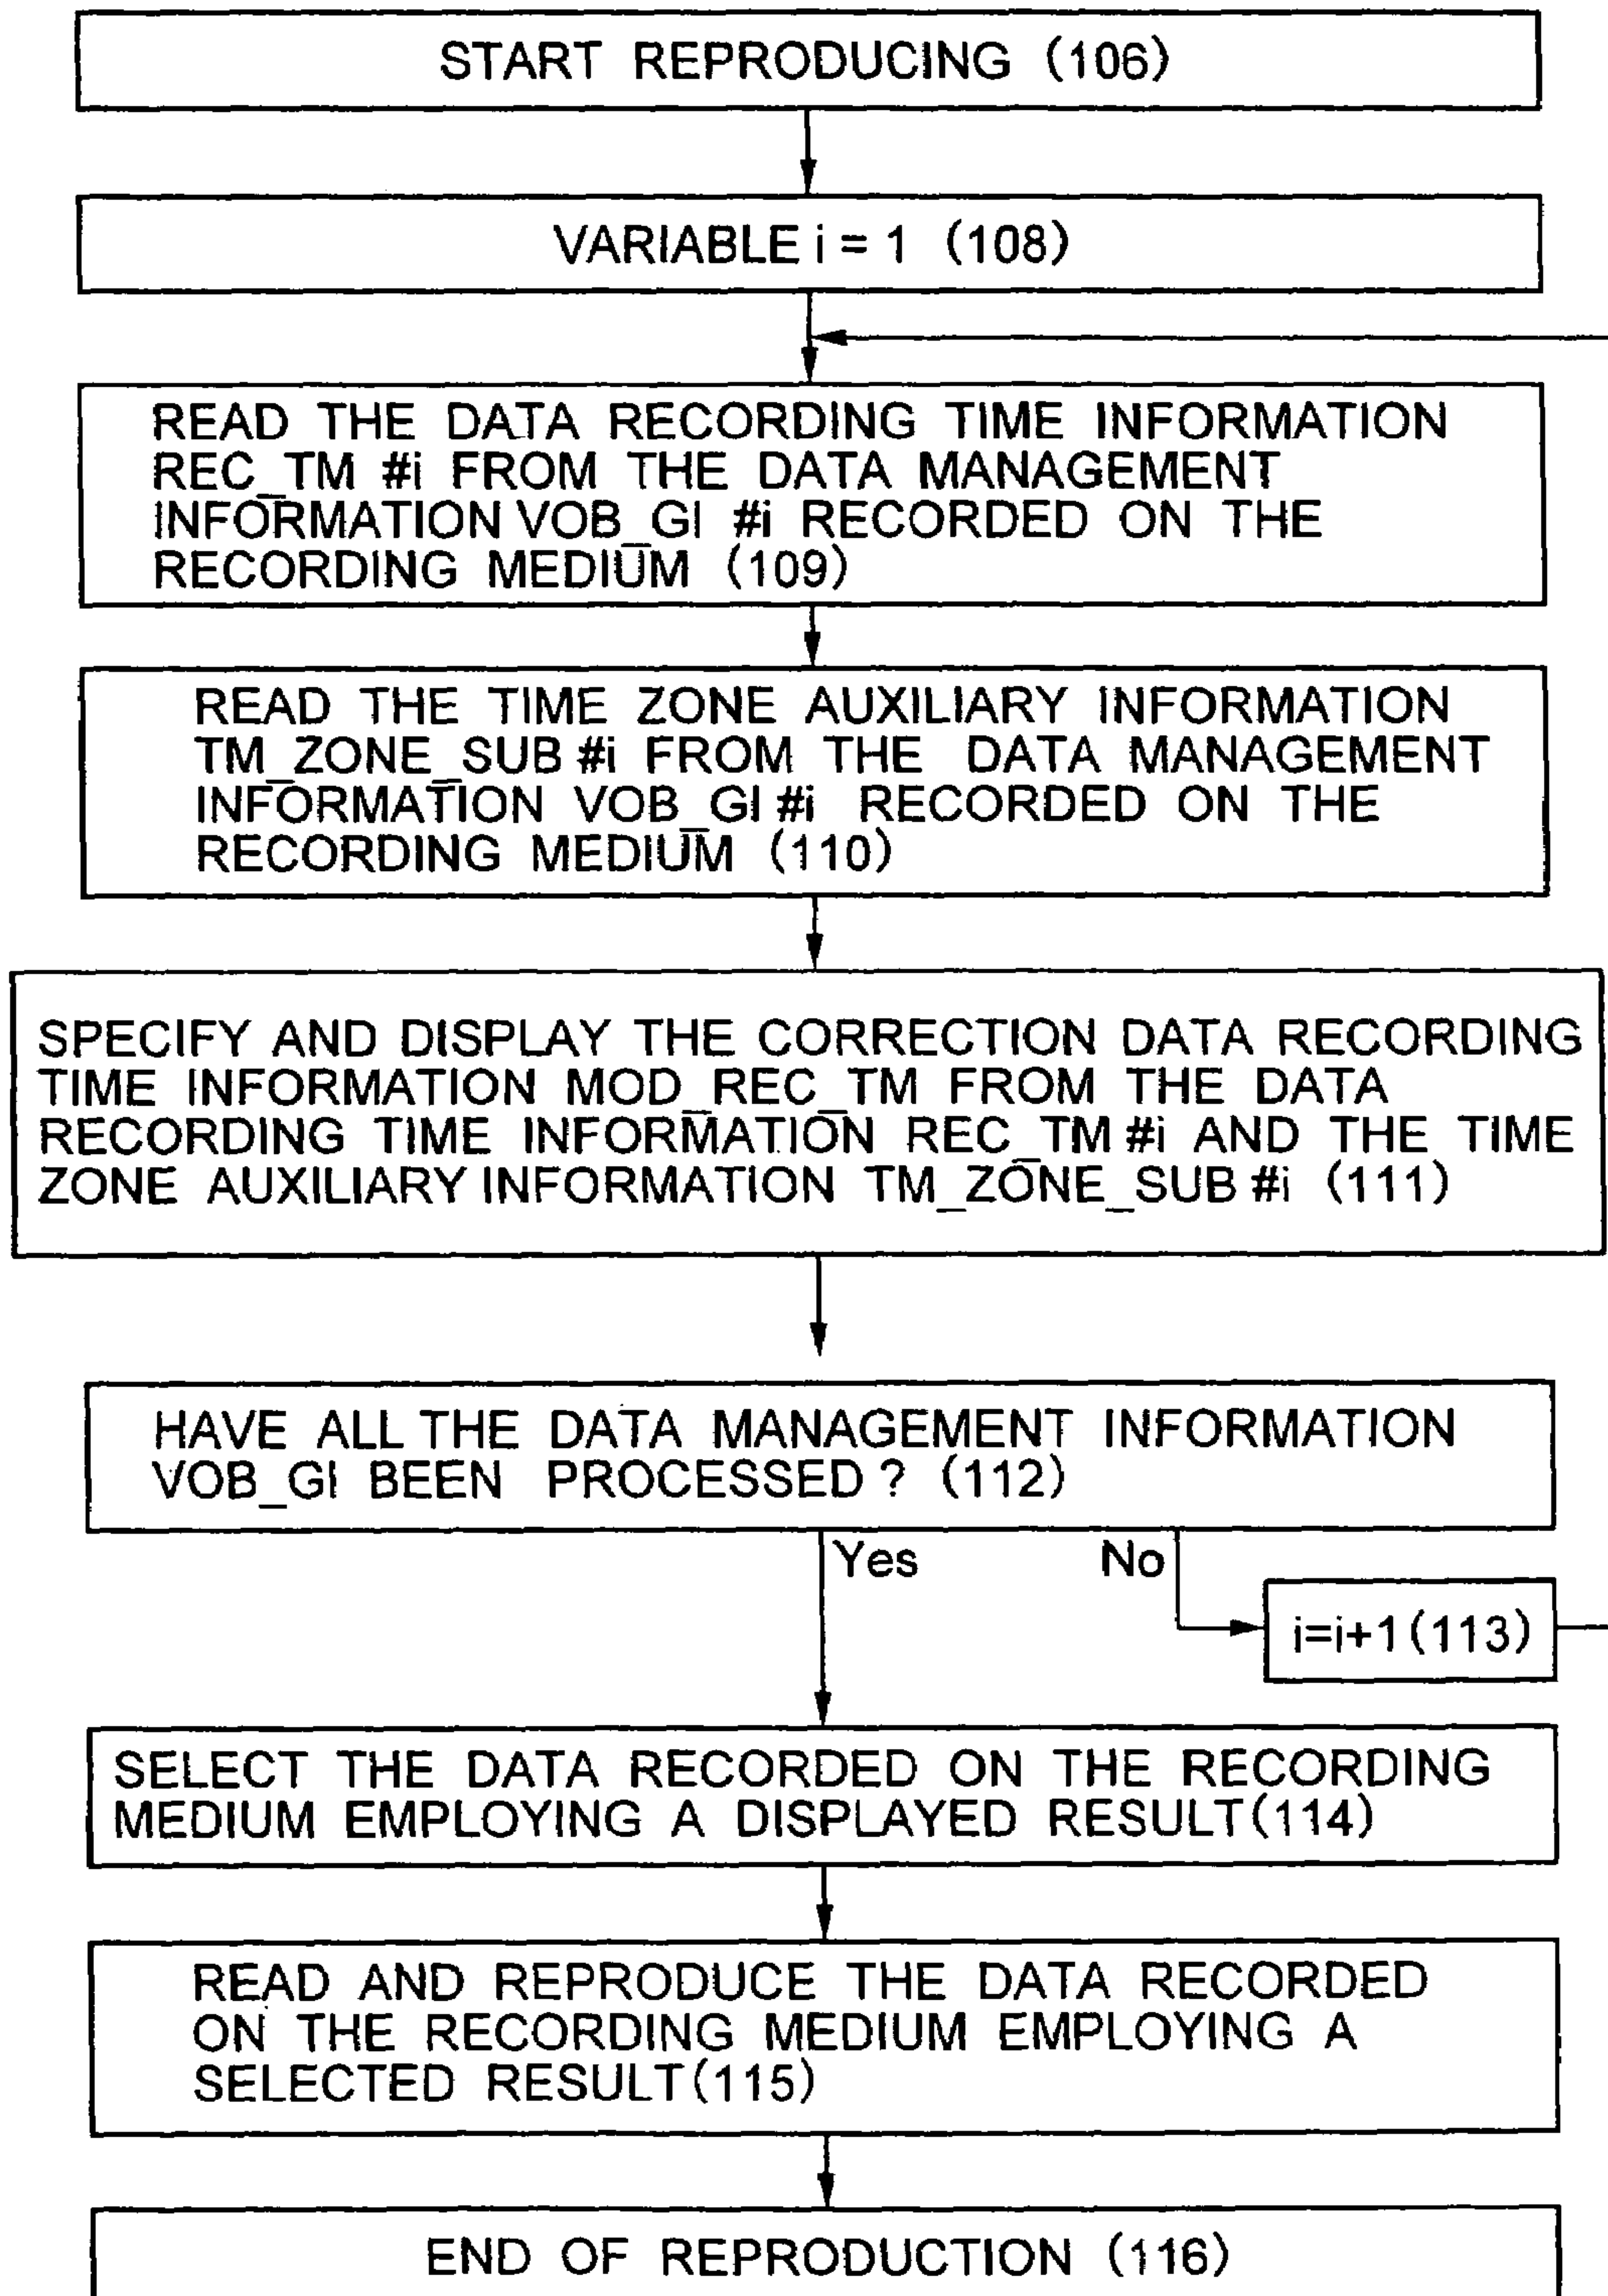 START REPRODUCING (106)
VARIABLE i = 1 (108)
READ THE DATA RECORDING TIME INFORMATION
REC_TM #i FROM THE DATA MANAGEMENT
INFORMATION VOB_GI #i RECORDED ON THE
RECORDING MEDIUM (109)
READ THE TIME ZONE AUXILIARY INFORMATION
TM_ZONE_SUB #i FROM THE DATA MANAGEMENT
INFORMATION VOB_GI #i RECORDED ON THE
RECORDING MEDIUM (110)
SPECIFY AND DISPLAY THE CORRECTION DATA RECORDING
TIME INFORMATION MOD_REC_TM FROM THE DATA
RECORDING TIME INFORMATION REC_TM #i AND THE TIME
ZONE AUXILIARY INFORMATION TM_ZONE_SUB #i (111)
HAVE ALL THE DATA MANAGEMENT INFORMATION
VOB_GI BEEN PROCESSED ? (112)
Yes No
i=i+1(113)
SELECT THE DATA RECORDED ON THE RECORDING
MEDIUM EMPLOYING A DISPLAYED RESULT(114)
READ AND REPRODUCE THE DATA RECORDED
ON THE RECORDING MEDIUM EMPLOYING A
SELECTED RESULT(115)
END OF REPRODUCTION (116)